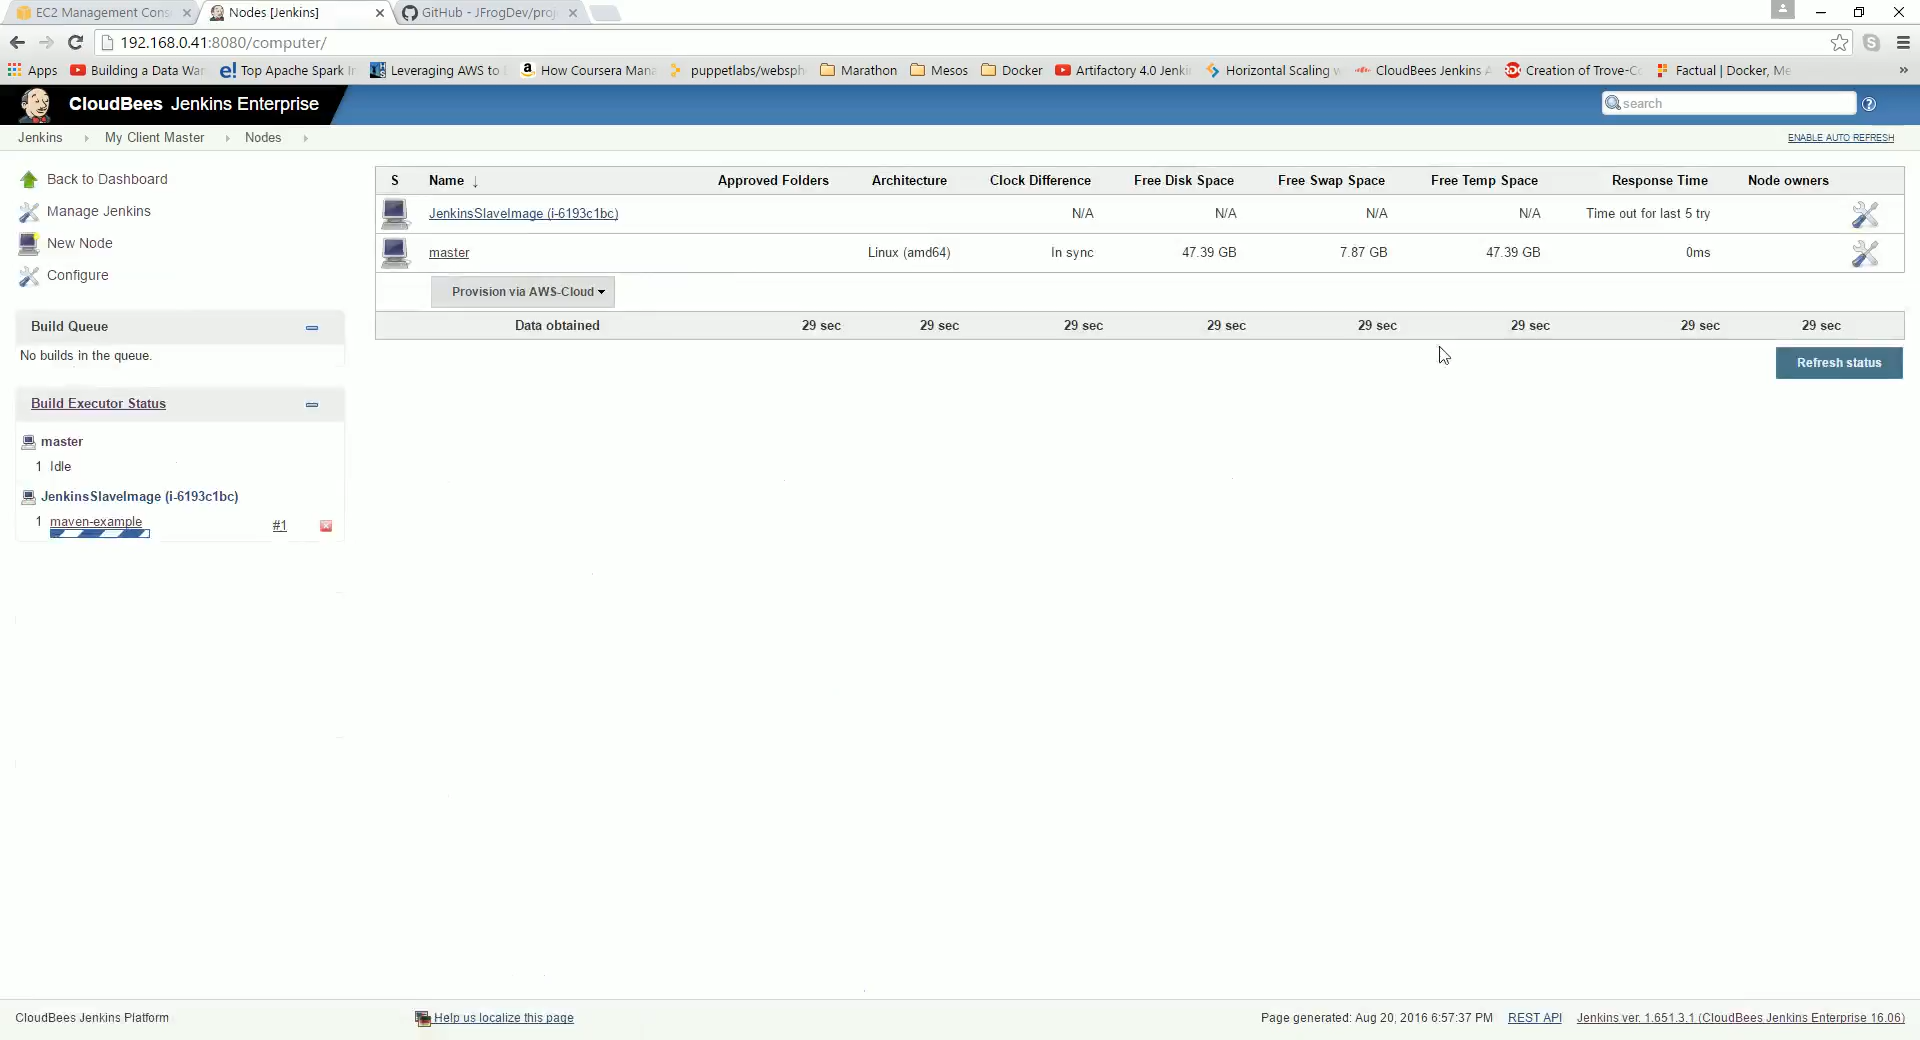 EC2 Management Cons
Nodes [Jenkins]
GitHub - JFrogDev/proj
192.168.0.41:8080/computer/
Apps
Building a Data War
Top Apache Spark In
Leveraging AWS to
How Coursera Mana
puppetlabs/websph
Marathon
Mesos
Docker
Artifactory 4.0 Jenki
Horizontal Scaling w
CloudBees Jenkins A
Creation of Trove-Co
Factual | Docker, Me
»
CloudBees Jenkins Enterprise
search
Jenkins
My Client Master
Nodes
ENABLE AUTO REFRESH
Back to Dashboard
Manage Jenkins
New Node
Configure
Build Queue
No builds in the queue.
Build Executor Status
master
1 Idle
JenkinsSlaveImage (i-6193c1bc)
1 maven-example #1
S Name ↓ Approved Folders Architecture Clock Difference Free Disk Space Free Swap Space Free Temp Space Response Time Node owners
JenkinsSlaveImage (i-6193c1bc) N/A N/A N/A N/A Time out for last 5 try
master Linux (amd64) In sync 47.39 GB 7.87 GB 47.39 GB 0ms
Provision via AWS-Cloud
Data obtained 29 sec 29 sec 29 sec 29 sec 29 sec 29 sec 29 sec 29 sec
Refresh status
CloudBees Jenkins Platform
Help us localize this page
Page generated: Aug 20, 2016 6:57:37 PM
REST API
Jenkins ver. 1.651.3.1 (CloudBees Jenkins Enterprise 16.06)